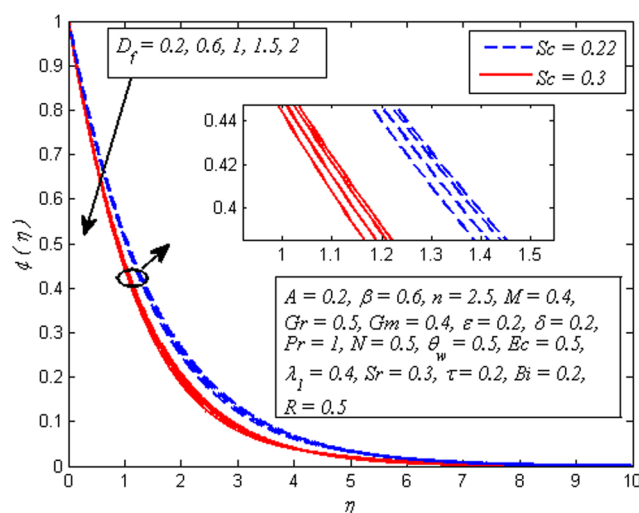 D_f = 0.2, 0.6, 1, 1.5, 2
Sc = 0.22
Sc = 0.3
1
0.9
0.8
0.7
0.6
0.5
0.4
0.3
0.2
0.1
0
ϕ(η)
0.44
0.42
0.4
1 1.1 1.2 1.3 1.4 1.5
A = 0.2, β = 0.6, n = 2.5, M = 0.4,
Gr = 0.5, Gm = 0.4, ε = 0.2, δ = 0.2,
Pr = 1, N = 0.5, θ_w = 0.5, Ec = 0.5,
λ_1 = 0.4, Sr = 0.3, τ = 0.2, Bi = 0.2,
R = 0.5
0 1 2 3 4 5 6 7 8 9 10
η